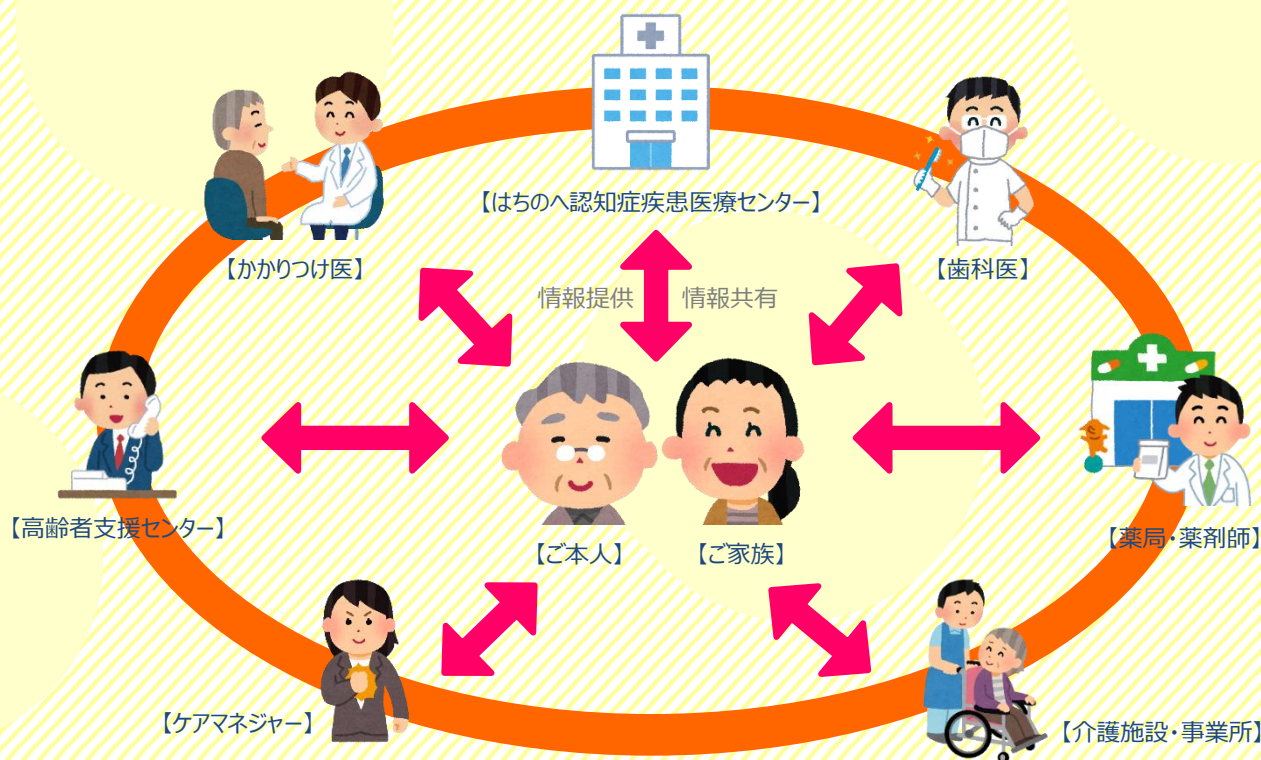 【はちのへ認知症疾患医療センター】
【かかりつけ医】
【歯科医】
情報提供
情報共有
【高齢者支援センター】
【薬局・薬剤師】
【ご本人】
【ご家族】
【ケアマネジャー】
【介護施設・事業所】